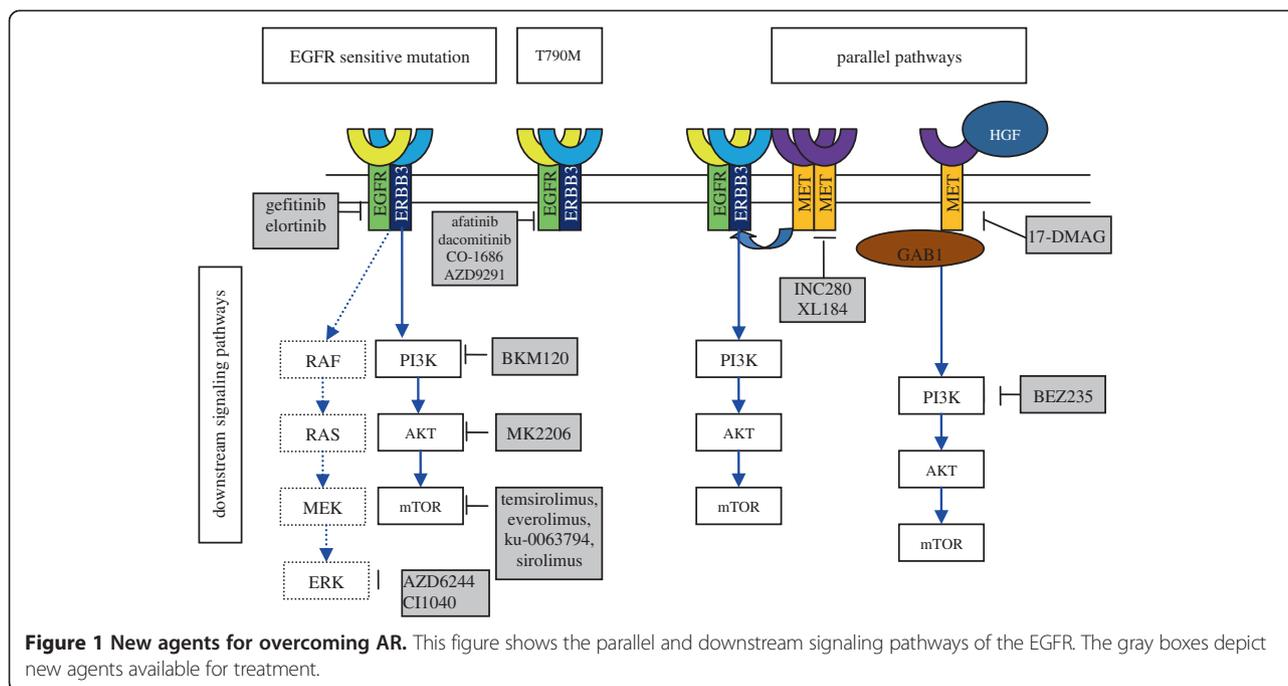 EGFR sensitive mutation
T790M
parallel pathways
HGF
EGFR
ERBB3
EGFR
ERBB3
EGFR
ERBB3
MET
MET
MET
gefitinib
elortinib
afatinib
dacomitinib
CO-1686
AZD9291
17-DMAG
GAB1
INC280
XL184
downstream signaling pathways
RAF
PI3K
BKM120
PI3K
PI3K
BEZ235
RAS
AKT
MK2206
AKT
AKT
MEK
mTOR
temsirolimus,
everolimus,
ku-0063794,
sirolimus
mTOR
mTOR
ERK
AZD6244
CI1040
Figure 1 New agents for overcoming AR. This figure shows the parallel and downstream signaling pathways of the EGFR. The gray boxes depict
new agents available for treatment.